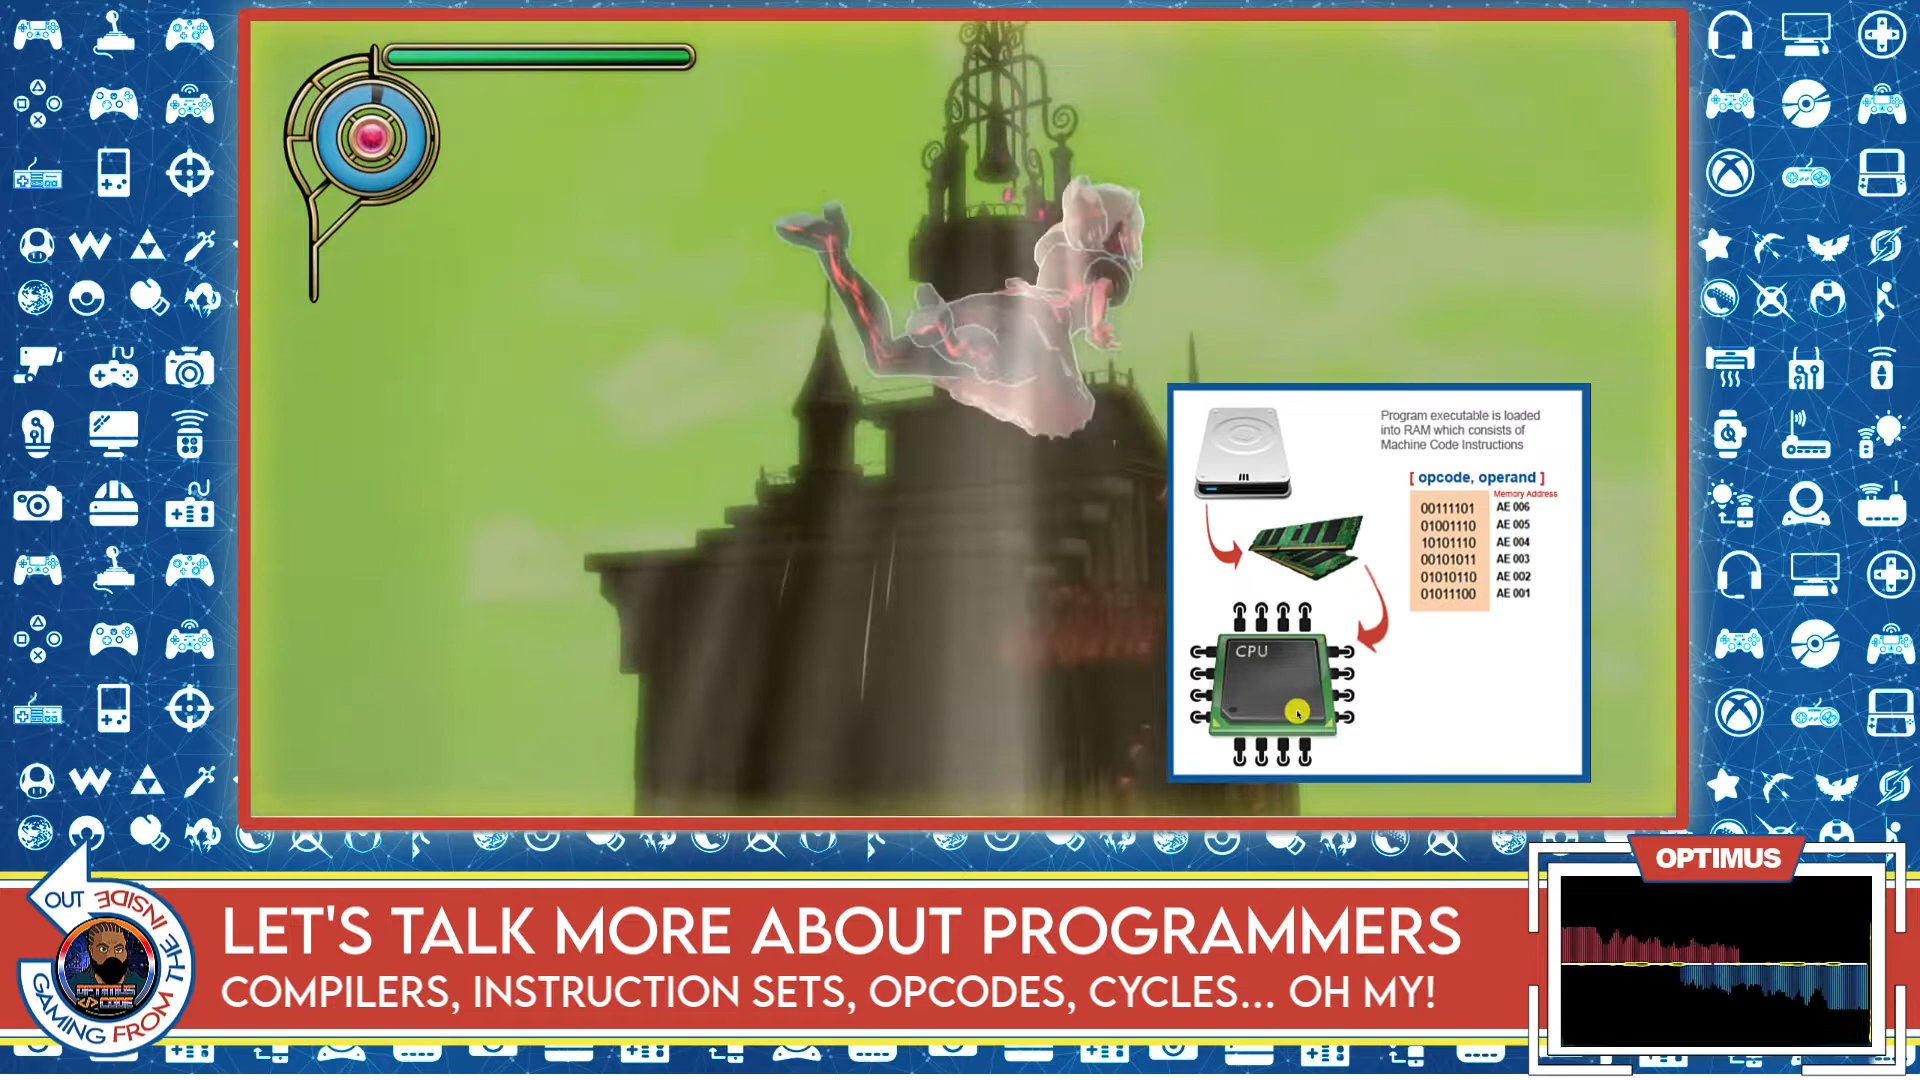 Program executable is loaded
into RAM which consists of
Machine Code Instructions
[ opcode, operand ]
Memory Address
00111101 AE 006
01001110 AE 005
10101110 AE 004
00101011 AE 003
01010110 AE 002
01011100 AE 001
CPU
OPTIMUS
GAMING FROM THE INSIDE OUT
OPTIMUS
CODE
LET'S TALK MORE ABOUT PROGRAMMERS
COMPILERS, INSTRUCTION SETS, OPCODES, CYCLES... OH MY!